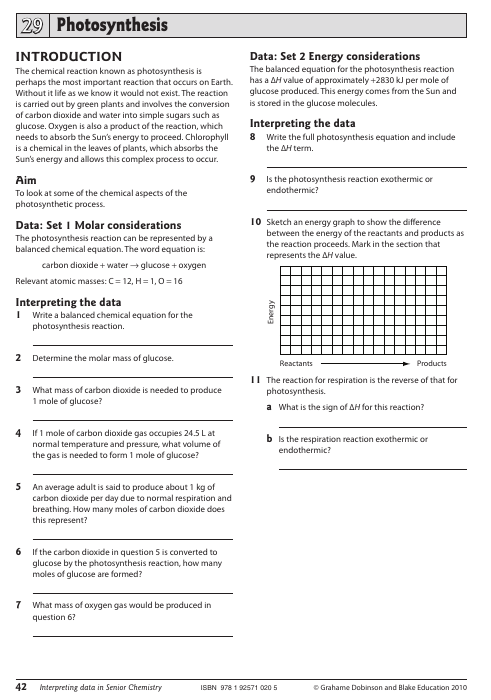 29 Photosynthesis
INTRODUCTION
The chemical reaction known as photosynthesis is
perhaps the most important reaction that occurs on Earth.
Without it life as we know it would not exist. The reaction
is carried out by green plants and involves the conversion
of carbon dioxide and water into simple sugars such as
glucose. Oxygen is also a product of the reaction, which
needs to absorb the Sun's energy to proceed. Chlorophyll
is a chemical in the leaves of plants, which absorbs the
Sun's energy and allows this complex process to occur.
Aim
To look at some of the chemical aspects of the
photosynthetic process.
Data: Set 1 Molar considerations
The photosynthesis reaction can be represented by a
balanced chemical equation. The word equation is:
carbon dioxide + water → glucose + oxygen
Relevant atomic masses: C = 12, H = 1, O = 16
Interpreting the data
1 Write a balanced chemical equation for the
photosynthesis reaction.
2 Determine the molar mass of glucose.
3 What mass of carbon dioxide is needed to produce
1 mole of glucose?
4 If 1 mole of carbon dioxide gas occupies 24.5 L at
normal temperature and pressure, what volume of
the gas is needed to form 1 mole of glucose?
5 An average adult is said to produce about 1 kg of
carbon dioxide per day due to normal respiration and
breathing. How many moles of carbon dioxide does
this represent?
6 If the carbon dioxide in question 5 is converted to
glucose by the photosynthesis reaction, how many
moles of glucose are formed?
7 What mass of oxygen gas would be produced in
question 6?
Data: Set 2 Energy considerations
The balanced equation for the photosynthesis reaction
has a ΔH value of approximately +2830 kJ per mole of
glucose produced. This energy comes from the Sun and
is stored in the glucose molecules.
Interpreting the data
8 Write the full photosynthesis equation and include
the ΔH term.
9 Is the photosynthesis reaction exothermic or
endothermic?
10 Sketch an energy graph to show the difference
between the energy of the reactants and products as
the reaction proceeds. Mark in the section that
represents the ΔH value.
Energy
Reactants → Products
11 The reaction for respiration is the reverse of that for
photosynthesis.
a What is the sign of ΔH for this reaction?
b Is the respiration reaction exothermic or
endothermic?
42 Interpreting data in Senior Chemistry ISBN 978 1 92571 020 5 © Grahame Dobinson and Blake Education 2010